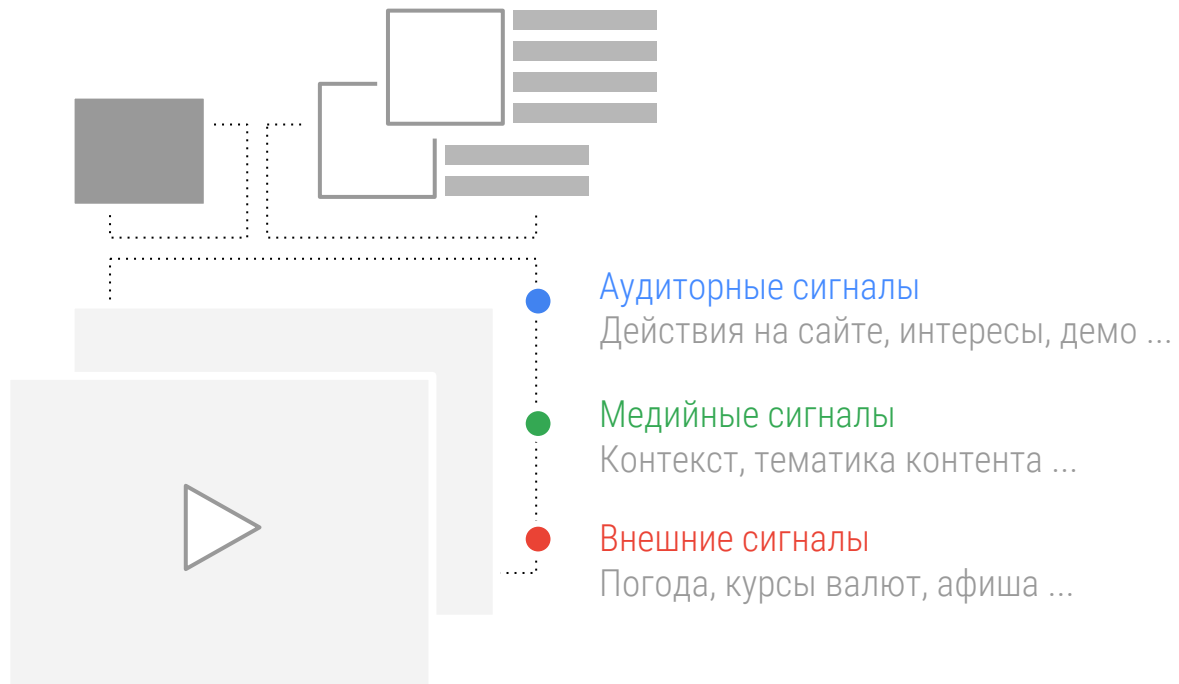 Аудиторные сигналы
Действия на сайте, интересы, демо ...
Медийные сигналы
Контекст, тематика контента ...
Внешние сигналы
Погода, курсы валют, афиша ...